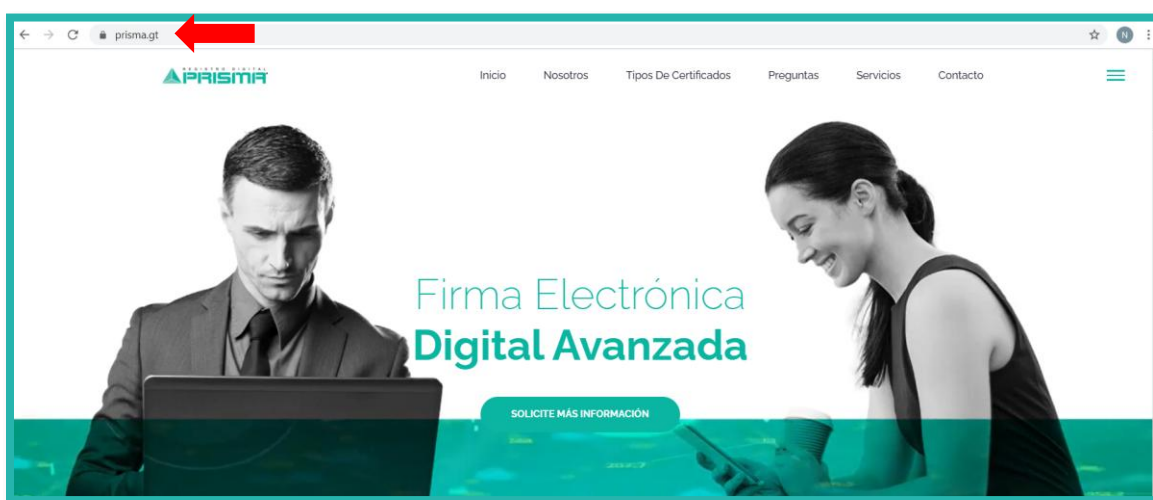 prisma.gt
N
REGISTRO DIGITAL
PRISMA
Inicio Nosotros Tipos De Certificados Preguntas Servicios Contacto
Firma Electrónica
Digital Avanzada
SOLICITE MÁS INFORMACIÓN